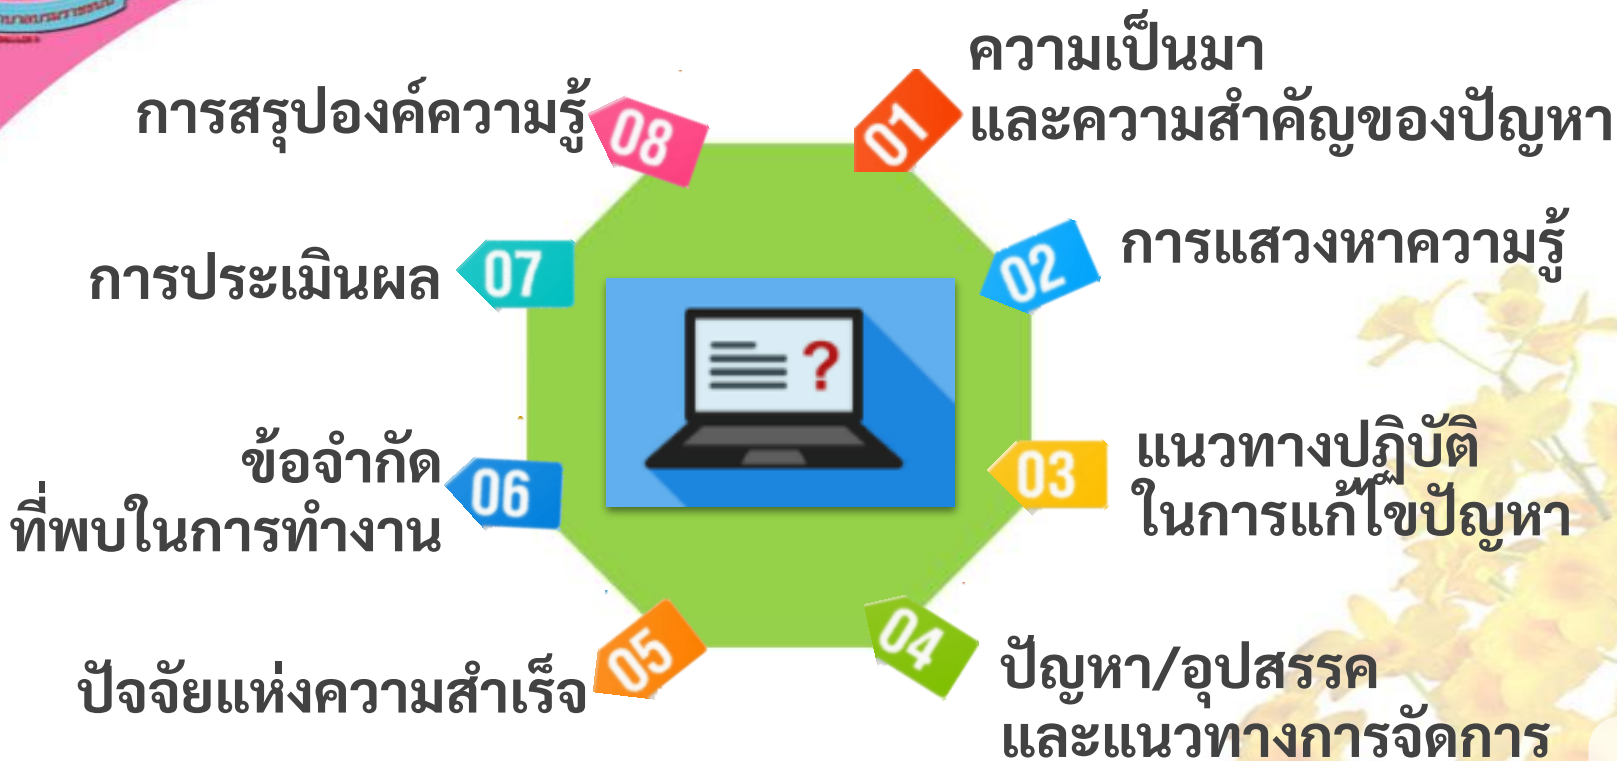 ความเป็นมา
และความสำคัญของปัญหา
01
02
การแสวงหาความรู้
03
แนวทางปฏิบัติ
ในการแก้ไขปัญหา
04
ปัญหา/อุปสรรค
และแนวทางการจัดการ
05
ปัจจัยแห่งความสำเร็จ
06
ข้อจำกัด
ที่พบในการทำงาน
07
การประเมินผล
08
การสรุปองค์ความรู้
?